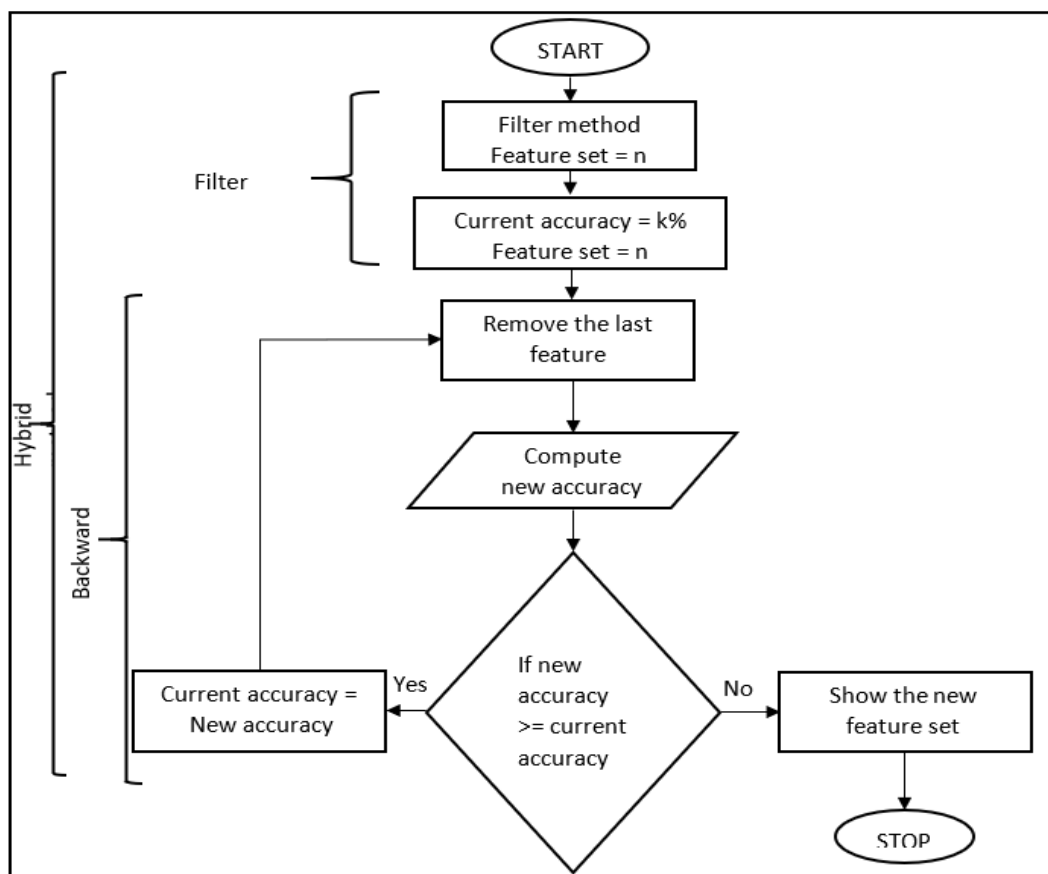 START
Filter method
Feature set = n
Filter
Current accuracy = k%
Feature set = n
Remove the last
feature
Hybrid
Backward
Compute
new accuracy
If new
accuracy
>= current
accuracy
Yes
No
Current accuracy =
New accuracy
Show the new
feature set
STOP